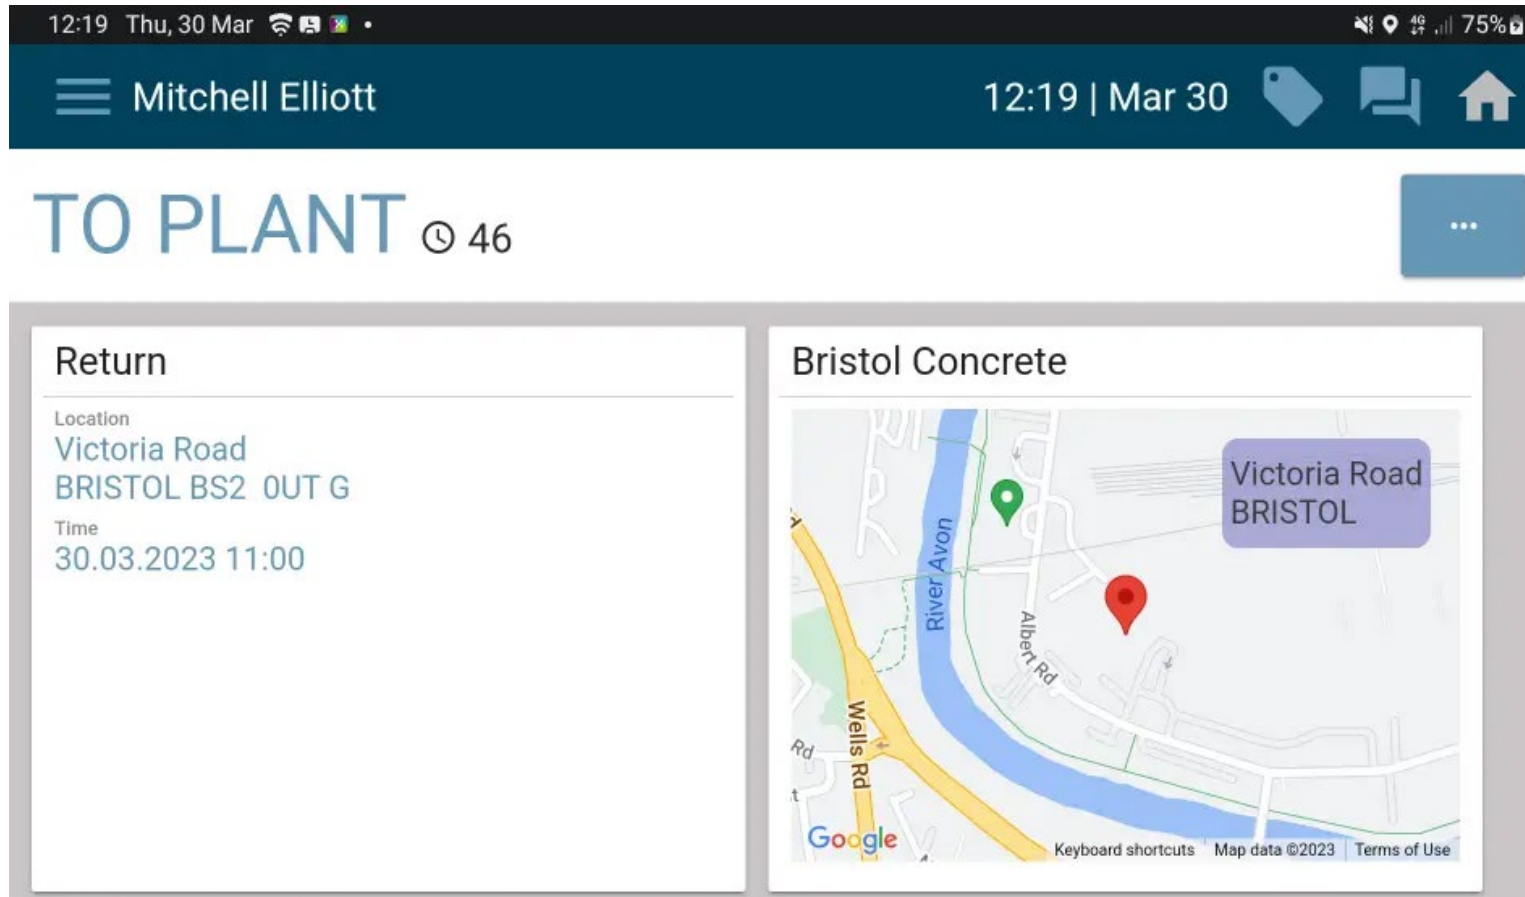 12:19 Thu, 30 Mar
4G 75%
Mitchell Elliott
12:19 | Mar 30
TO PLANT 46
...
Return
Location
Victoria Road
BRISTOL BS2  0UT G
Time
30.03.2023 11:00
Bristol Concrete
Victoria Road
BRISTOL
River Avon
Albert Rd
Wells Rd
Rd
Google
Keyboard shortcuts
Map data ©2023
Terms of Use